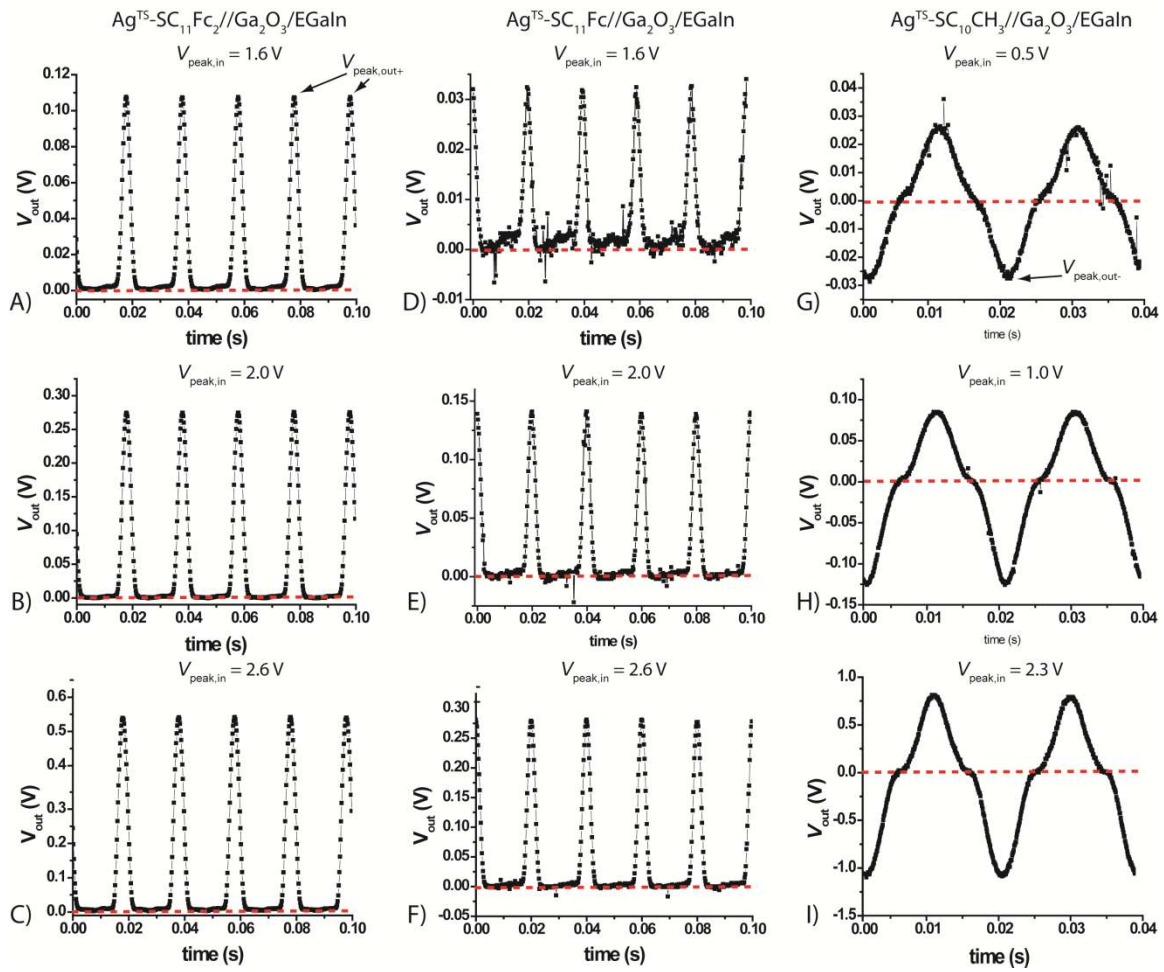 Ag^TS-SC₁₁Fc₂//Ga₂O₃/EGaIn
V_peak,in = 1.6 V
V_peak,out+
0.12
0.10
0.08
0.06
0.04
0.02
0.00
V_out (V)
A)
0.00 0.02 0.04 0.06 0.08 0.10
time (s)
Ag^TS-SC₁₁Fc//Ga₂O₃/EGaIn
V_peak,in = 1.6 V
0.03
0.02
0.01
0.00
-0.01
V_out (V)
D)
0.00 0.02 0.04 0.06 0.08 0.10
time (s)
Ag^TS-SC₁₀CH₃//Ga₂O₃/EGaIn
V_peak,in = 0.5 V
0.04
0.03
0.02
0.01
0.00
-0.01
-0.02
-0.03
V_out (V)
V_peak,out-
G)
0.00 0.01 0.02 0.03 0.04
time (s)
V_peak,in = 2.0 V
0.30
0.25
0.20
0.15
0.10
0.05
0.00
V_out (V)
B)
0.00 0.02 0.04 0.06 0.08 0.10
time (s)
V_peak,in = 2.0 V
0.15
0.10
0.05
0.00
V_out (V)
E)
0.00 0.02 0.04 0.06 0.08 0.10
time (s)
V_peak,in = 1.0 V
0.10
0.05
0.00
-0.05
-0.10
-0.15
V_out (V)
H)
0.00 0.01 0.02 0.03 0.04
time (s)
V_peak,in = 2.6 V
0.6
0.5
0.4
0.3
0.2
0.1
0.0
V_out (V)
C)
0.00 0.02 0.04 0.06 0.08 0.10
time (s)
V_peak,in = 2.6 V
0.30
0.25
0.20
0.15
0.10
0.05
0.00
-0.05
V_out (V)
F)
0.00 0.02 0.04 0.06 0.08 0.10
time (s)
V_peak,in = 2.3 V
1.0
0.5
0.0
-0.5
-1.0
-1.5
V_out (V)
I)
0.00 0.01 0.02 0.03 0.04
time (s)